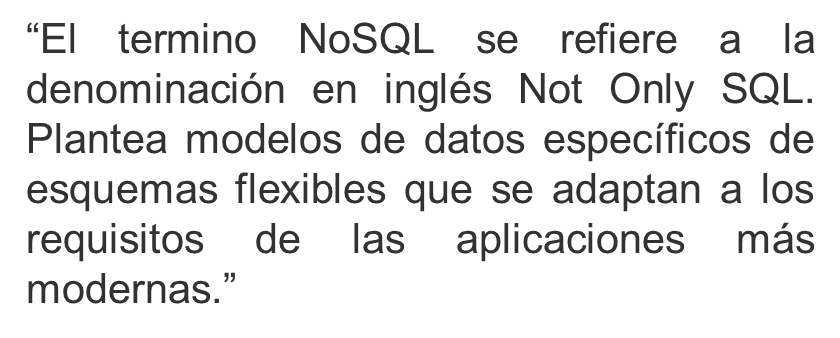 “El termino NoSQL se refiere a la
denominación en inglés Not Only SQL.
Plantea modelos de datos específicos de
esquemas flexibles que se adaptan a los
requisitos de las aplicaciones más
modernas.”